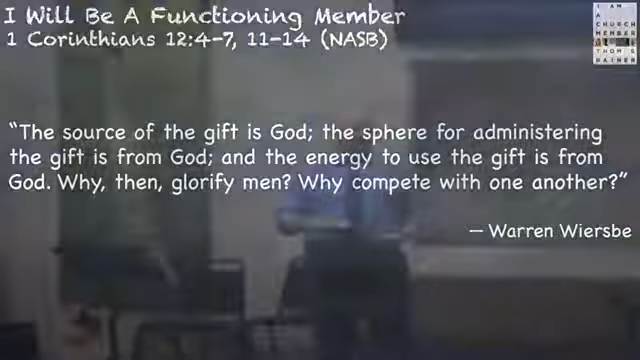 I Will Be A Functioning Member
1 Corinthians 12:4-7, 11-14 (NASB)
I AM
A
CHURCH
MEMBER
THOM S
RAINER
"The source of the gift is God; the sphere for administering
the gift is from God; and the energy to use the gift is from
God. Why, then, glorify men? Why compete with one another?"
– Warren Wiersbe